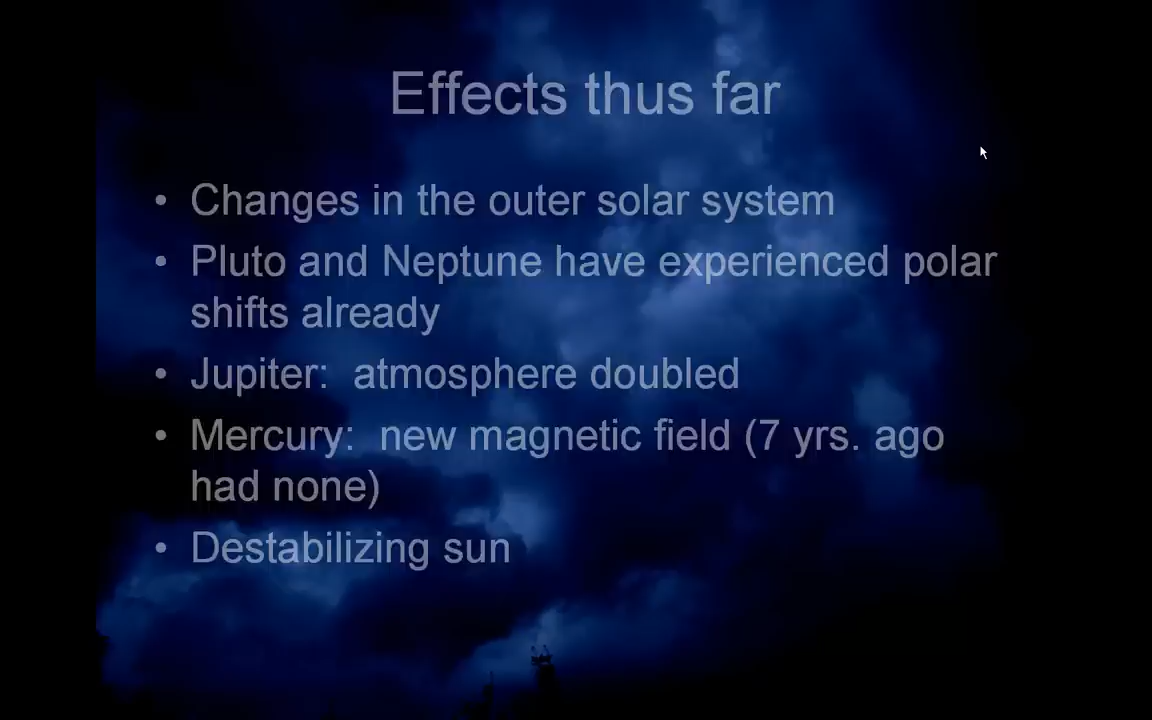 Effects thus far
• Changes in the outer solar system
• Pluto and Neptune have experienced polar
shifts already
• Jupiter:  atmosphere doubled
• Mercury:  new magnetic field (7 yrs. ago
had none)
• Destabilizing sun